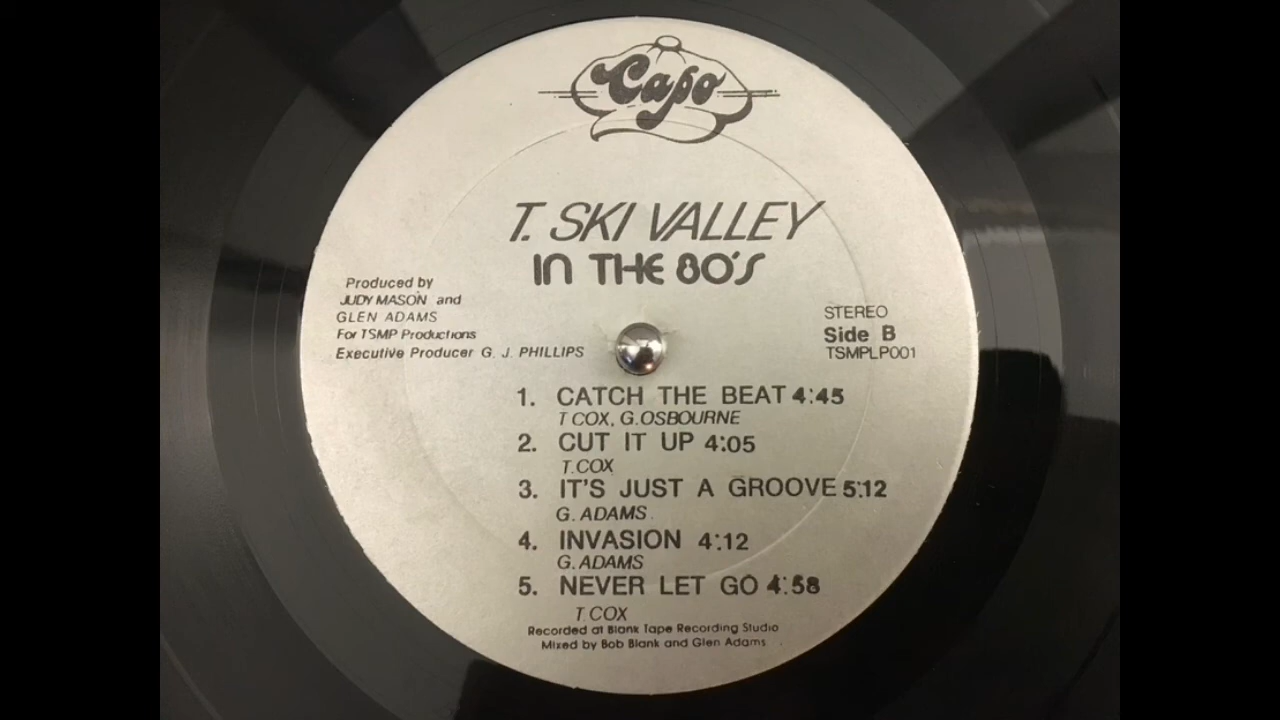 Capo
T. SKI VALLEY
IN THE 80'S
Produced by
JUDY MASON and
GLEN ADAMS
For TSMP Productions
Executive Producer G. J. PHILLIPS
STEREO
Side B
TSMPLP001
1. CATCH THE BEAT 4:45
T COX, G.OSBOURNE
2. CUT IT UP 4:05
T.COX
3. IT'S JUST A GROOVE 5:12
G. ADAMS.
4. INVASION 4:12
G. ADAMS
5. NEVER LET GO 4:58
T COX
Recorded at Blank Tape Recording Studio
Mixed by Bob Blank and Glen Adams